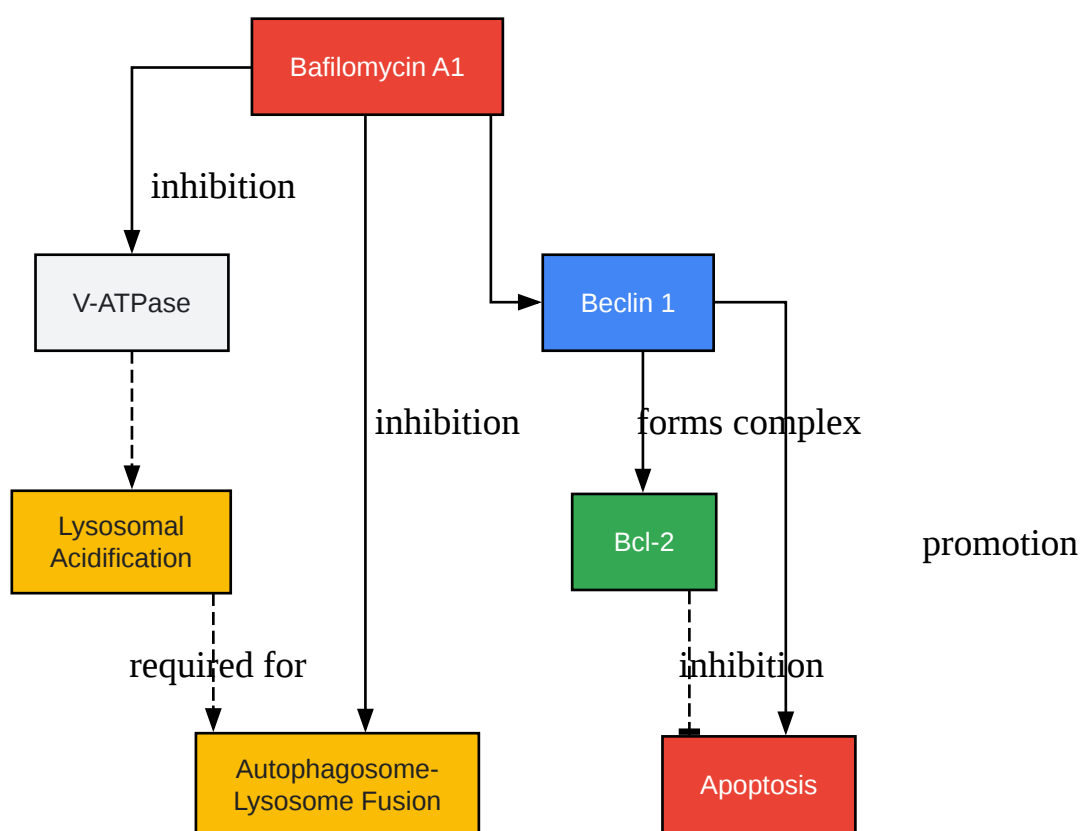 Bafilomycin A1
inhibition
V-ATPase
Beclin 1
inhibition
forms complex
Lysosomal
Acidification
Bcl-2
promotion
required for
inhibition
Autophagosome-
Lysosome Fusion
Apoptosis